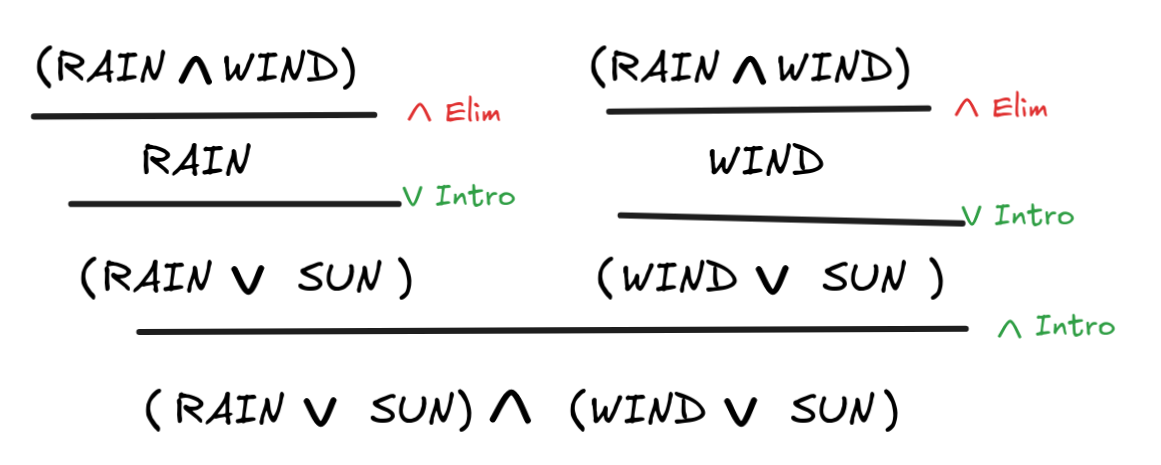 (RAIN ∧ WIND) (RAIN ∧ WIND)
∧ Elim ∧ Elim
RAIN WIND
∨ Intro ∨ Intro
(RAIN ∨ SUN ) (WIND ∨ SUN )
∧ Intro
( RAIN ∨ SUN) ∧ (WIND ∨ SUN )